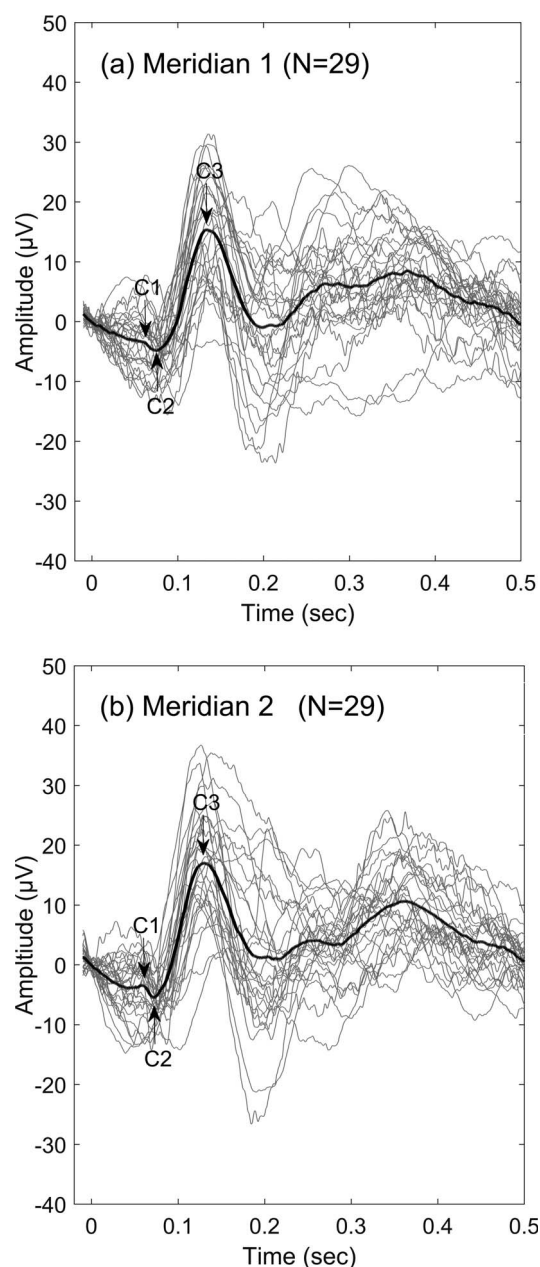 50
(a) Meridian 1 (N=29)
40
30
C3
20
10
C1
0
-10
C2
-20
-30
-40
Amplitude (µV)
0 0.1 0.2 0.3 0.4 0.5
Time (sec)
50
(b) Meridian 2 (N=29)
40
30
C3
20
10
C1
0
-10
C2
-20
-30
-40
Ampltiude (µV)
0 0.1 0.2 0.3 0.4 0.5
Time (sec)